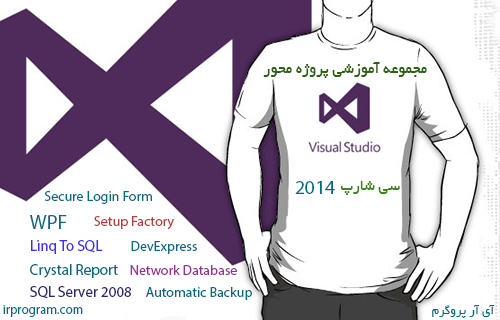 مجموعه آموزشی پروژه محور
Visual Studio
سی شارپ 2014
Secure Login Form
WPF Setup Factory
Linq To SQL DevExpress
Crystal Report Network Database
SQL Server 2008 Automatic Backup
irprogram.com آی آر پروگرم